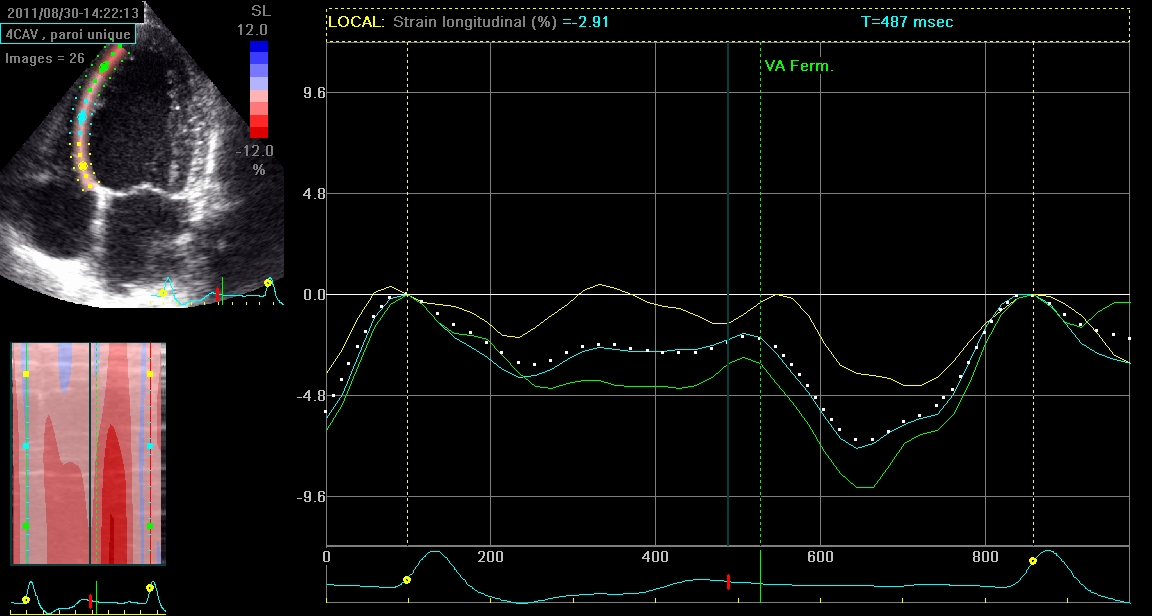 2011/08/30-14:22:13
4CAV , paroi unique
Images = 26
SL
12.0
-12.0
%
LOCAL: Strain longitudinal (%) =-2.91 T=487 msec
VA Ferm.
9.6
4.8
0.0
-4.8
-9.6
0 200 400 600 800